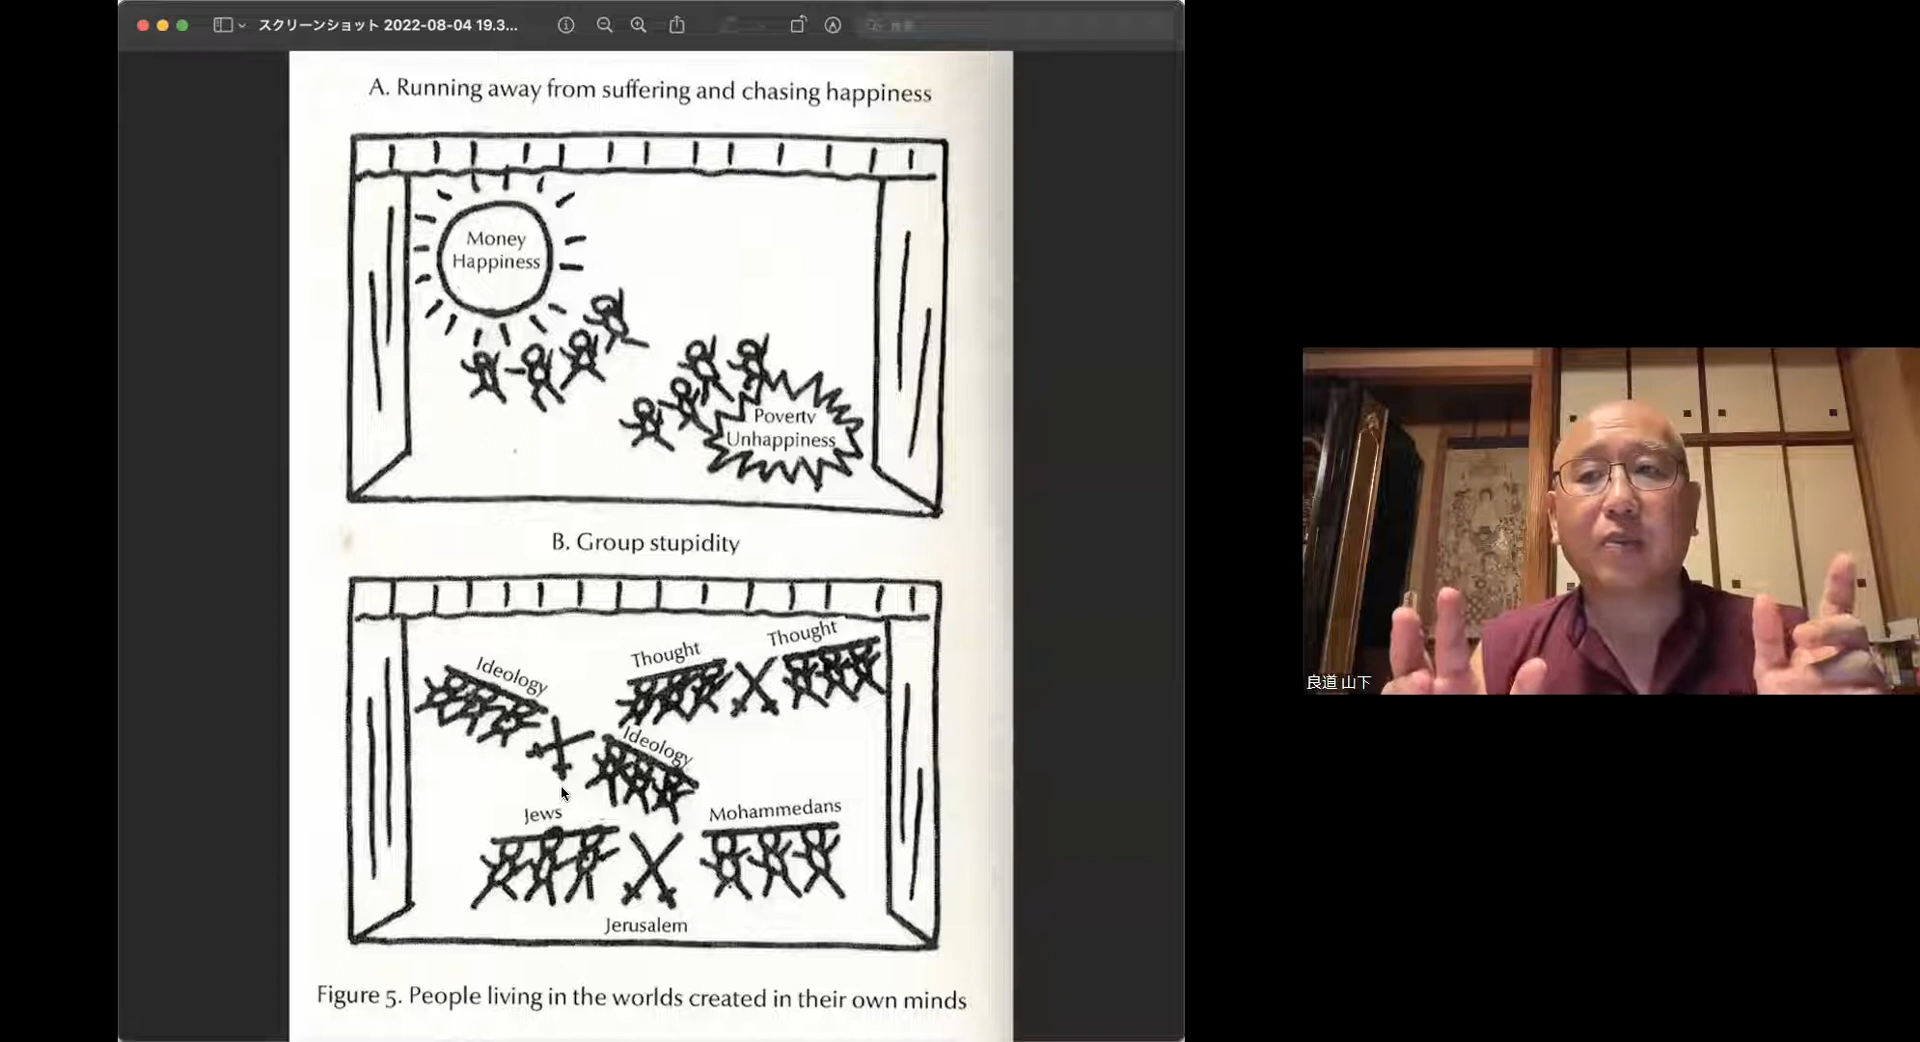 スクリーンショット 2022-08-04 19.3...
A. Running away from suffering and chasing happiness
Money
Happiness
Poverty
Unhappiness
B. Group stupidity
Ideology
Thought
Thought
Ideology
Jews
Mohammedans
Jerusalem
Figure 5. People living in the worlds created in their own minds
良道 山下